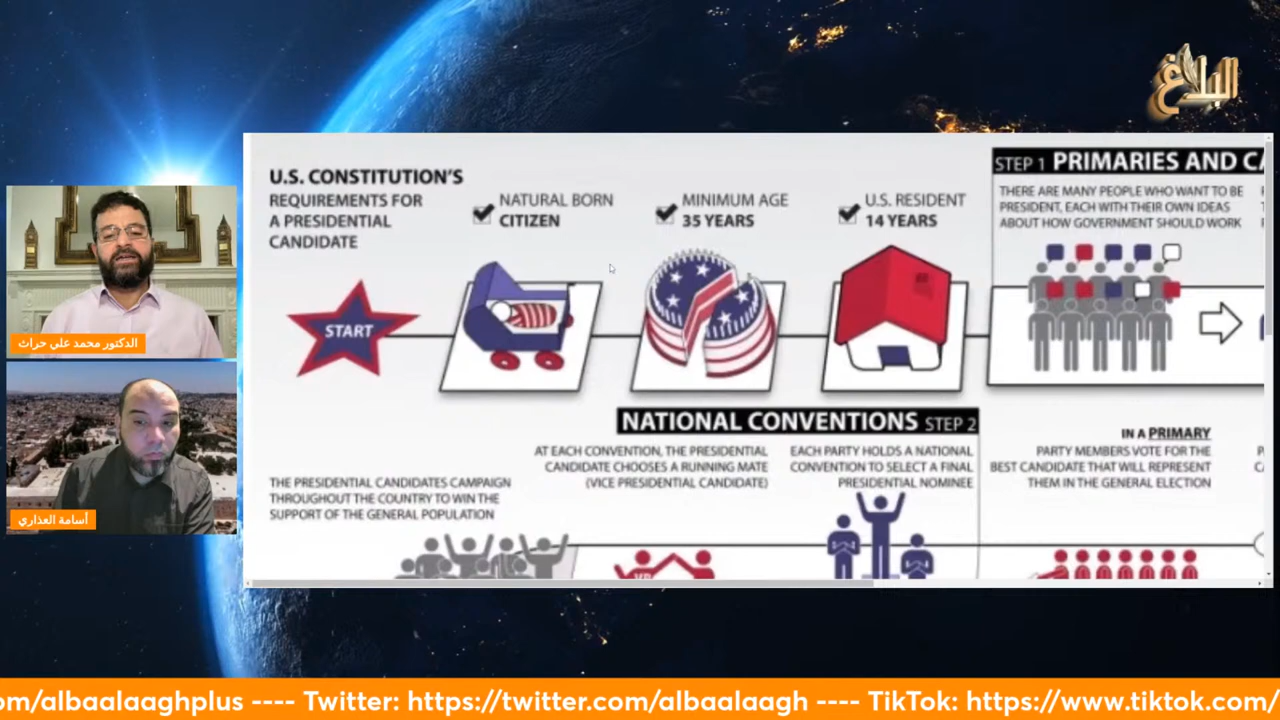 البلاغ
U.S. CONSTITUTION'S
REQUIREMENTS FOR
A PRESIDENTIAL
CANDIDATE
NATURAL BORN
CITIZEN
MINIMUM AGE
35 YEARS
U.S. RESIDENT
14 YEARS
STEP 1 PRIMARIES AND CA
THERE ARE MANY PEOPLE WHO WANT TO BE
PRESIDENT, EACH WITH THEIR OWN IDEAS
ABOUT HOW GOVERNMENT SHOULD WORK
START
الدكتور محمد علي حراث
أسامة العذاري
NATIONAL CONVENTIONS STEP 2
AT EACH CONVENTION, THE PRESIDENTIAL
CANDIDATE CHOOSES A RUNNING MATE
(VICE PRESIDENTIAL CANDIDATE)
EACH PARTY HOLDS A NATIONAL
CONVENTION TO SELECT A FINAL
PRESIDENTIAL NOMINEE
IN A PRIMARY
PARTY MEMBERS VOTE FOR THE
BEST CANDIDATE THAT WILL REPRESENT
THEM IN THE GENERAL ELECTION
THE PRESIDENTIAL CANDIDATES CAMPAIGN
THROUGHOUT THE COUNTRY TO WIN THE
SUPPORT OF THE GENERAL POPULATION
om/albaalaaghplus ---- Twitter: https://twitter.com/albaalaagh ---- TikTok: https://www.tiktok.com/